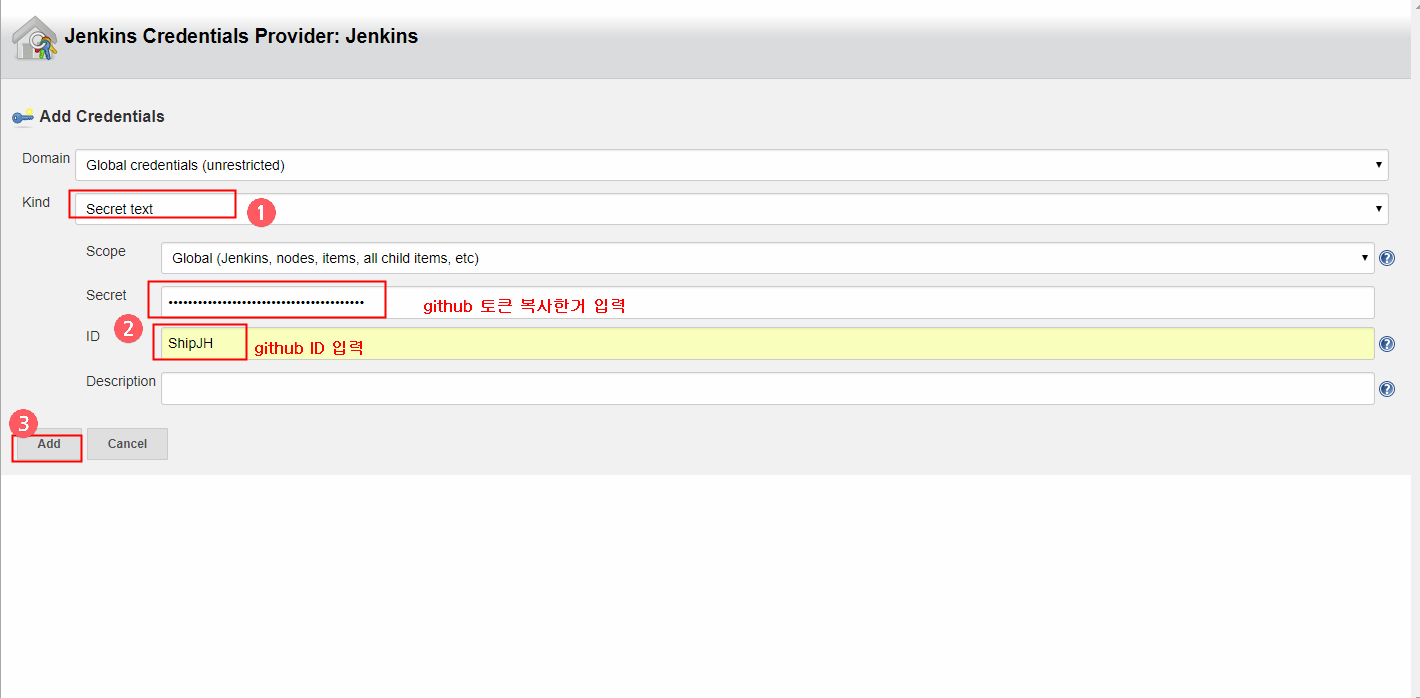 Jenkins Credentials Provider: Jenkins
Add Credentials
Domain Global credentials (unrestricted)
Kind Secret text 1
Scope Global (Jenkins, nodes, items, all child items, etc)
Secret •••••••••••••••••••••••••••••••••••••••• github 토큰 복사한거 입력
2
ID ShipJH github ID 입력
Description
3
Add Cancel